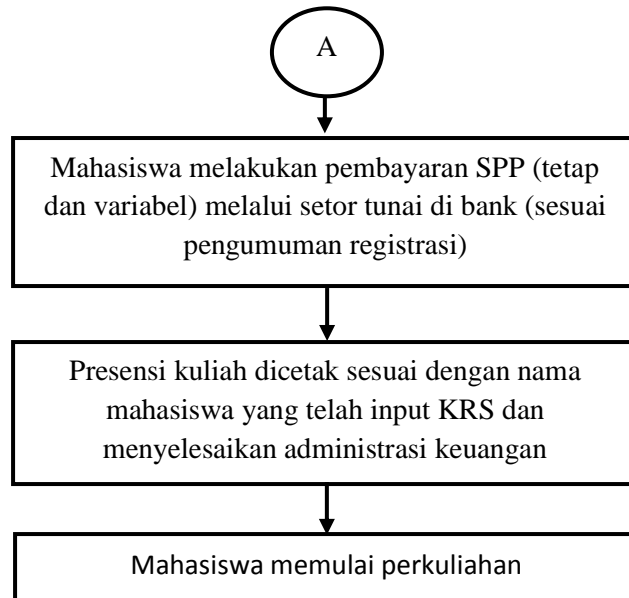 A
Mahasiswa melakukan pembayaran SPP (tetap
dan variabel) melalui setor tunai di bank (sesuai
pengumuman registrasi)
Presensi kuliah dicetak sesuai dengan nama
mahasiswa yang telah input KRS dan
menyelesaikan administrasi keuangan
Mahasiswa memulai perkuliahan